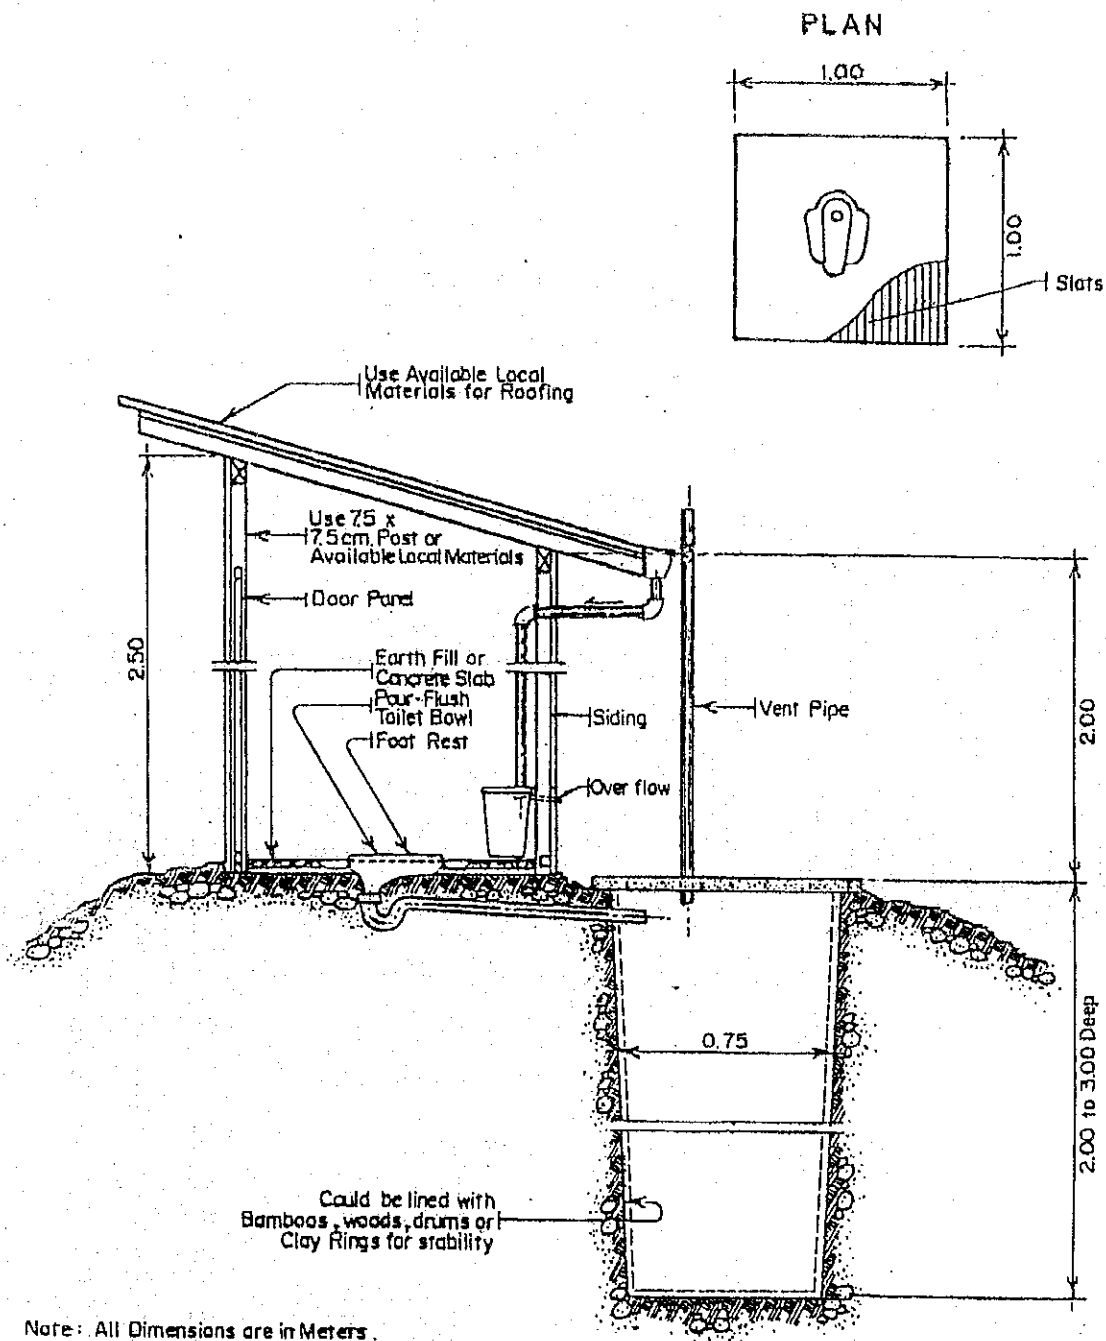 PLAN
1.00
1.00
Slats
Use Available Local
Materials for Roofing
Use 7.5 x
7.5cm. Post or
Available Local Materials
Door Panel
2.50
Earth Fill or
Concrete Slab
Pour-Flush
Toilet Bowl
Foot Rest
Siding
Over flow
Vent Pipe
2.00
0.75
2.00 to 3.00 Deep
Could be lined with
Bamboos, woods, drums or
Clay Rings for stability
Note: All Dimensions are in Meters.